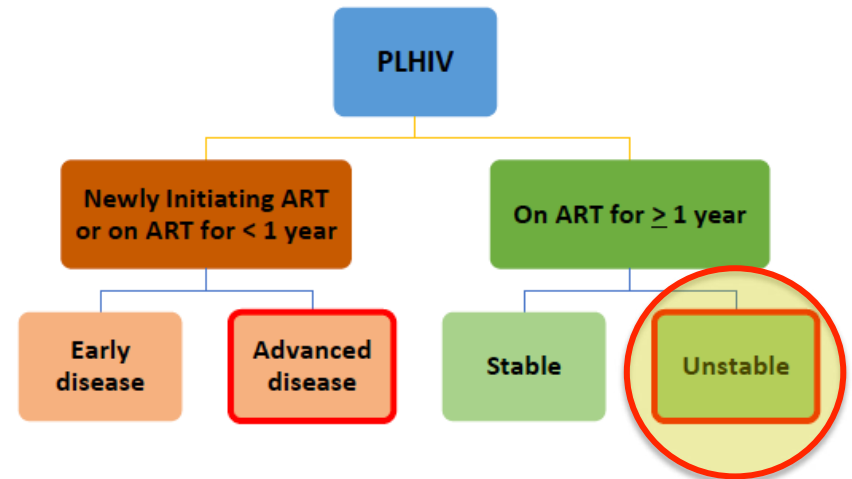 PLHIV
Newly Initiating ART
or on ART for < 1 year
On ART for ≥ 1 year
Early
disease
Advanced
disease
Stable
Unstable